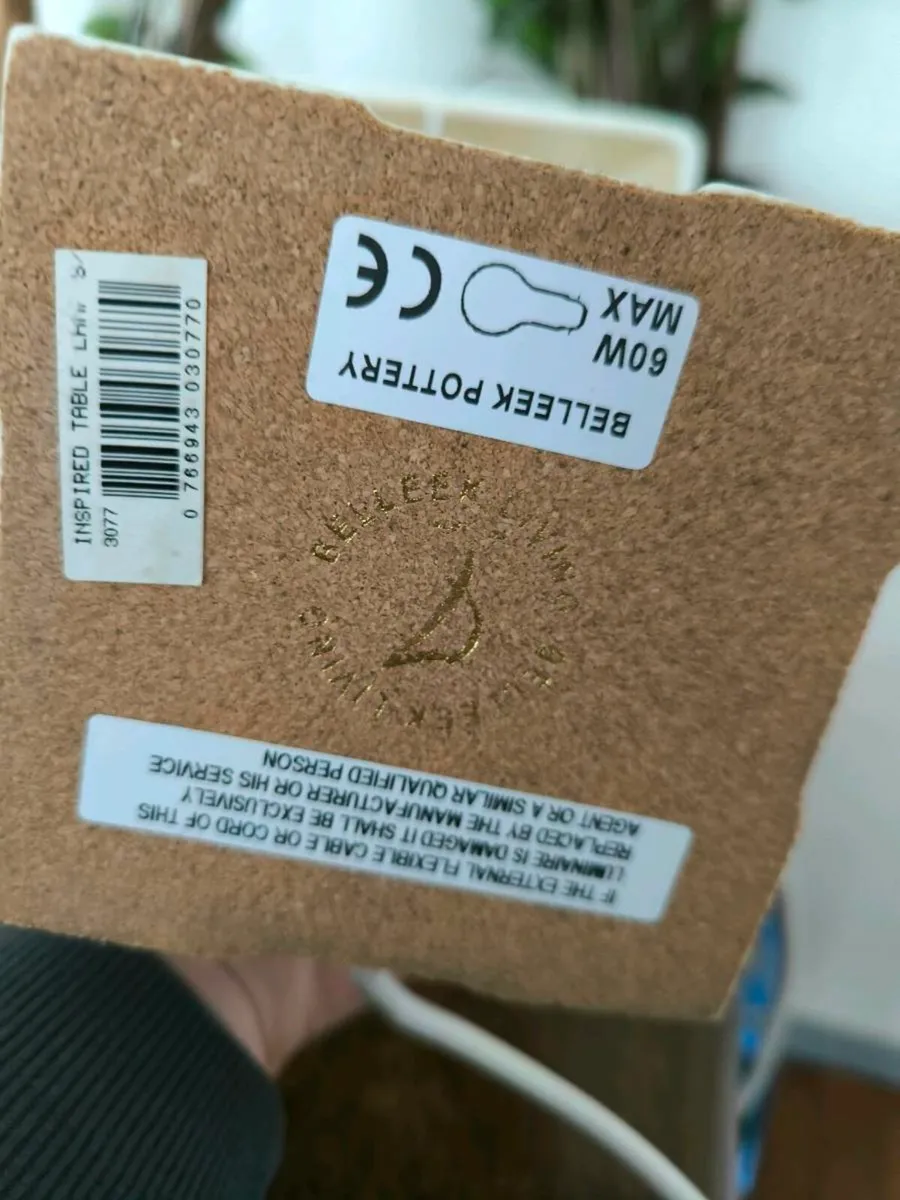 INSPIRED TABLE
3077
0 766943 030770
CE
60W
MAX
BELLEEK POTTERY
BELLEEK LIVING BELLEEK LIVING
IF THE EXTERNAL FLEXIBLE CABLE OR CORD OF THIS
LUMINAIRE IS DAMAGED IT SHALL BE EXCLUSIVELY
REPLACED BY THE MANUFACTURER OR HIS SERVICE
AGENT OR A SIMILAR QUALIFIED PERSON